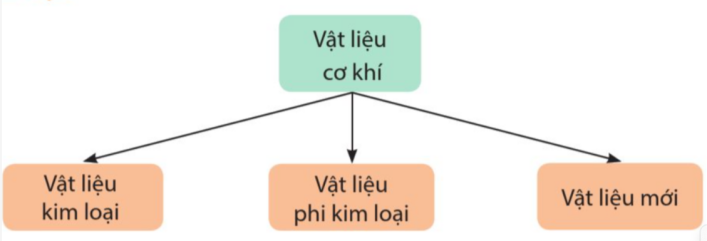 Vật liệu
cơ khí
Vật liệu
kim loại
Vật liệu
phi kim loại
Vật liệu mới